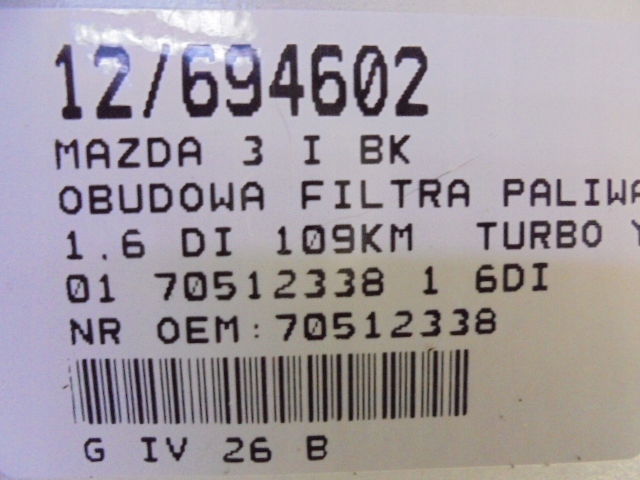 12/694602
MAZDA 3 I BK
OBUDOWA FILTRA PALIWA
1.6 DI 109KM TURBO Y
01 70512338 1 6DI
NR OEM:70512338
G IV 26 B